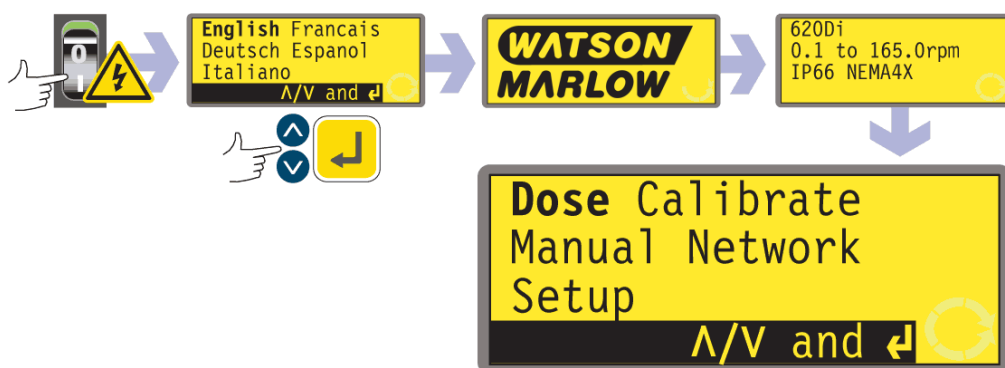 0
I
English Francais
Deutsch Espanol
Italiano
Λ/V and ↲
WATSON
MARLOW
620Di
0.1 to 165.0rpm
IP66 NEMA4X
Dose Calibrate
Manual Network
Setup
Λ/V and ↲